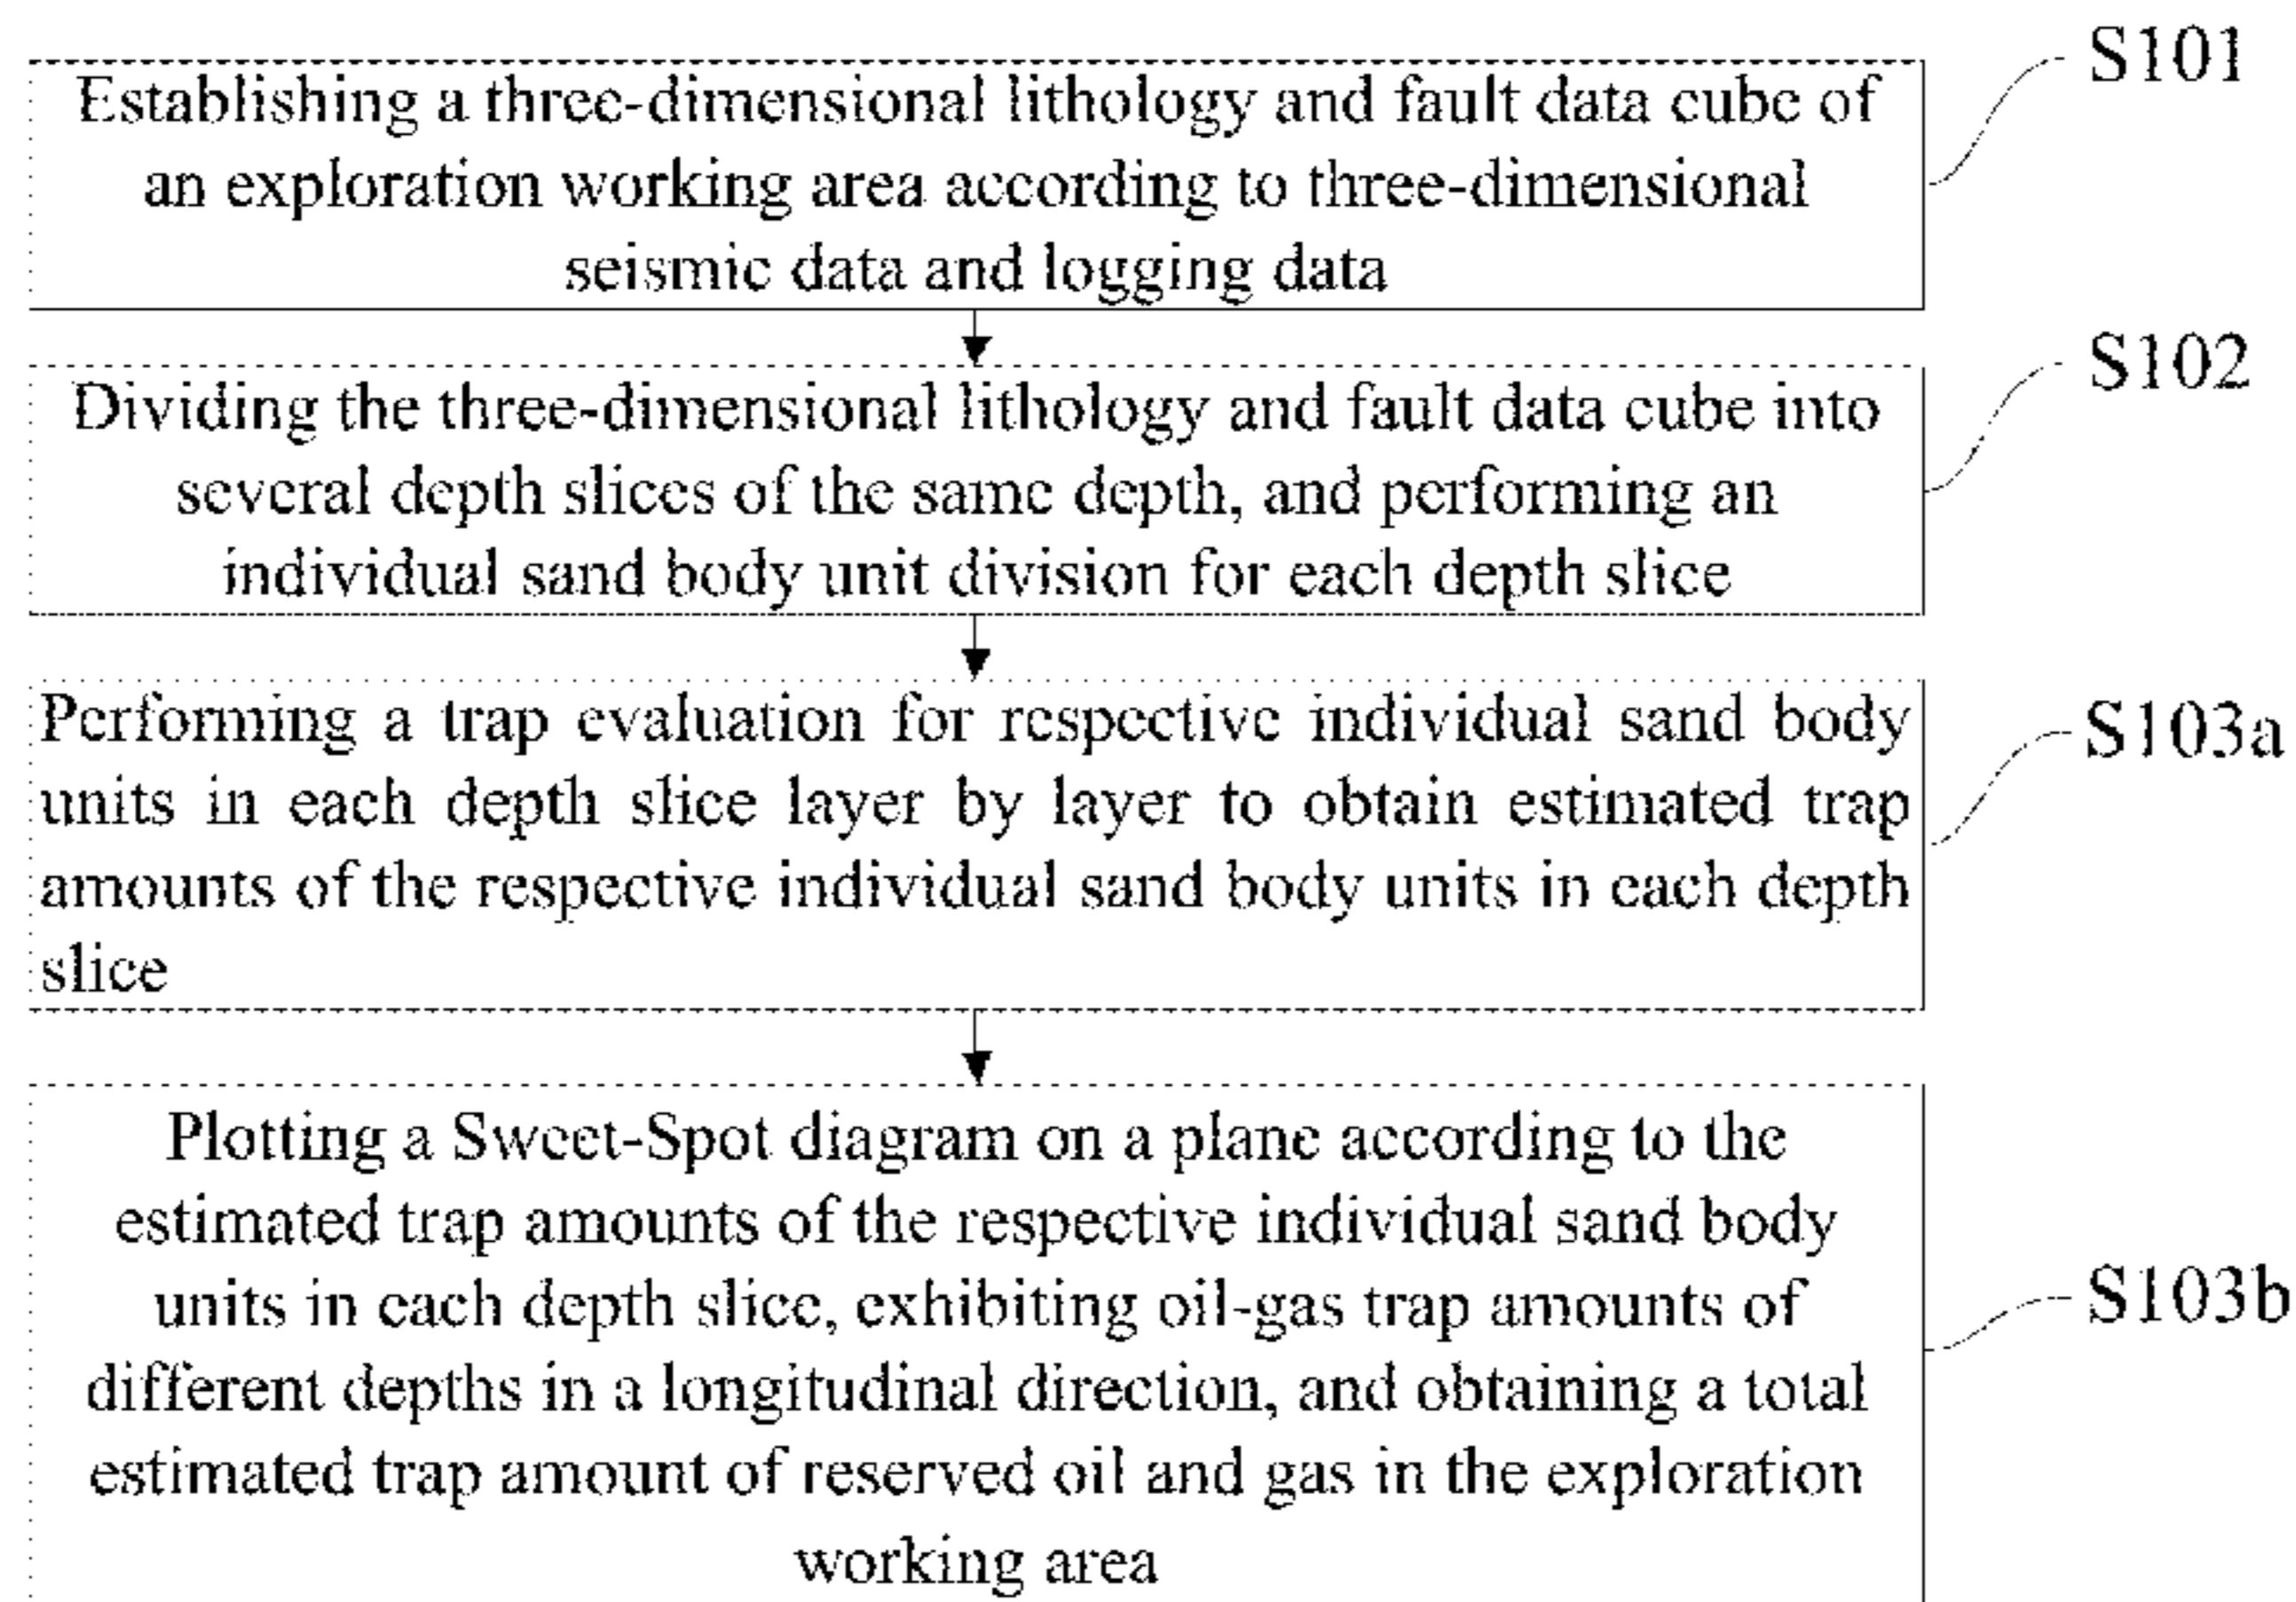 S101
Establishing a three-dimensional lithology and fault data cube of
an exploration working area according to three-dimensional
seismic data and logging data
S102
Dividing the three-dimensional lithology and fault data cube into
several depth slices of the same depth, and performing an
individual sand body unit division for each depth slice
S103a
Performing a trap evaluation for respective individual sand body
units in each depth slice layer by layer to obtain estimated trap
amounts of the respective individual sand body units in each depth
slice
S103b
Plotting a Sweet-Spot diagram on a plane according to the
estimated trap amounts of the respective individual sand body
units in each depth slice, exhibiting oil-gas trap amounts of
different depths in a longitudinal direction, and obtaining a total
estimated trap amount of reserved oil and gas in the exploration
working area